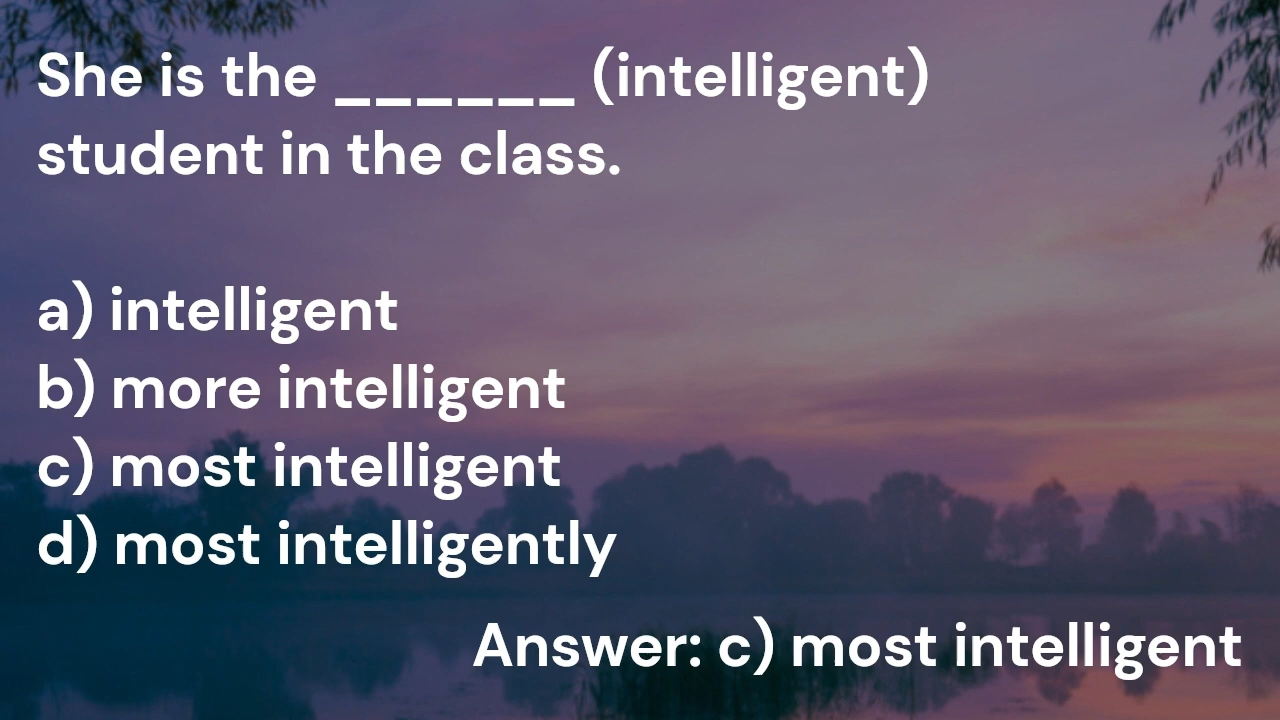 She is the ______ (intelligent)
student in the class.
a) intelligent
b) more intelligent
c) most intelligent
d) most intelligently
Answer: c) most intelligent